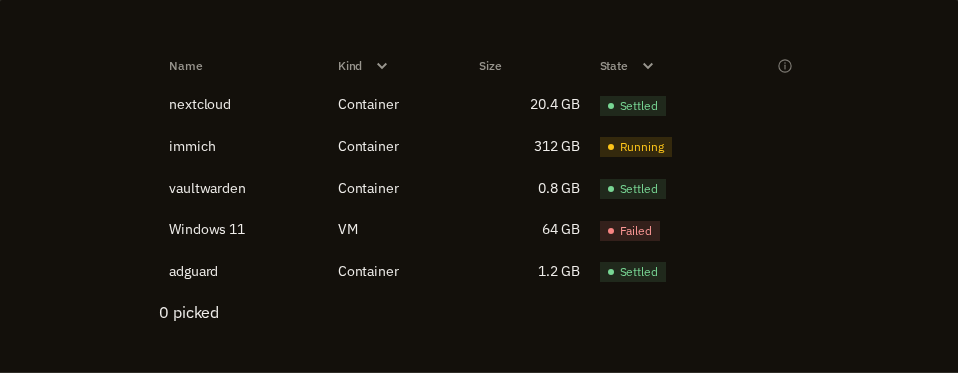 Name Kind Size State
nextcloud Container 20.4 GB Settled
immich Container 312 GB Running
vaultwarden Container 0.8 GB Settled
Windows 11 VM 64 GB Failed
adguard Container 1.2 GB Settled
0 picked